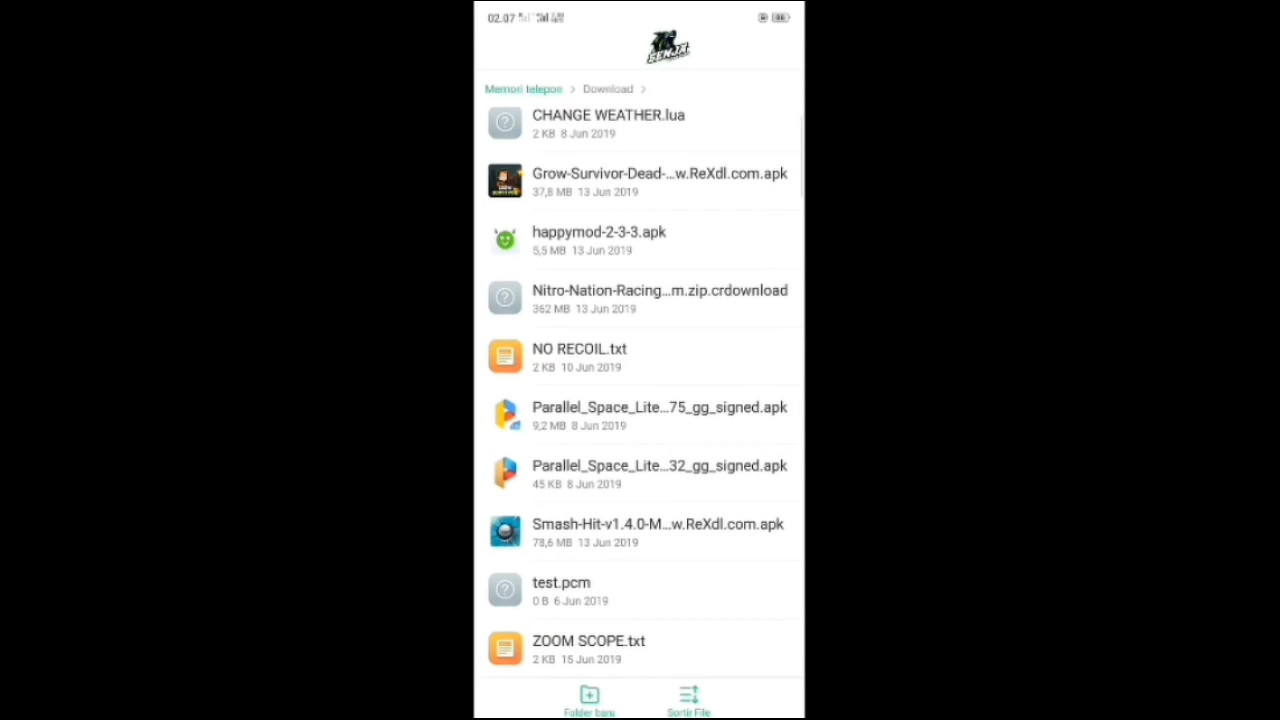 02.07
BENJA
Memori telepon > Download >
CHANGE WEATHER.lua
2 KB 8 Jun 2019
Grow-Survivor-Dead-...w.ReXdl.com.apk
37,8 MB 13 Jun 2019
happymod-2-3-3.apk
5,5 MB 13 Jun 2019
Nitro-Nation-Racing...m.zip.crdownload
362 MB 13 Jun 2019
NO RECOIL.txt
2 KB 10 Jun 2019
Parallel_Space_Lite...75_gg_signed.apk
9,2 MB 8 Jun 2019
Parallel_Space_Lite...32_gg_signed.apk
45 KB 8 Jun 2019
Smash-Hit-v1.4.0-M...w.ReXdl.com.apk
78,6 MB 13 Jun 2019
test.pcm
0 B 6 Jun 2019
ZOOM SCOPE.txt
2 KB 15 Jun 2019
Folder baru
Sortir File